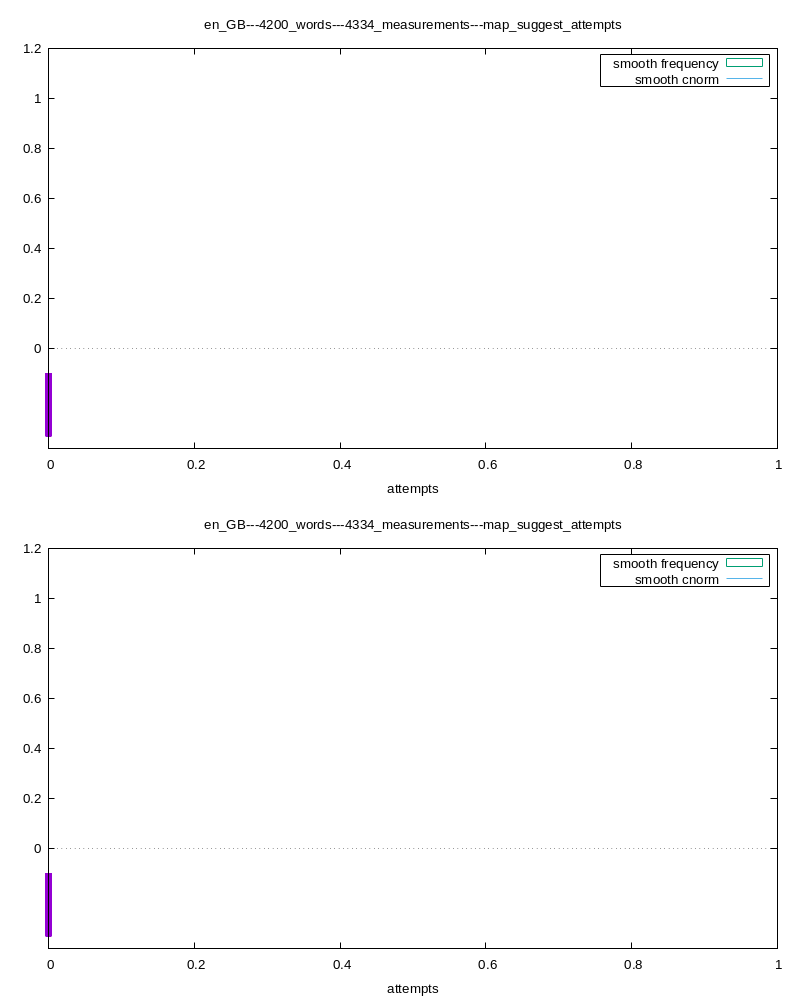 en_GB---4200_words---4334_measurements---map_suggest_attempts
1.2
smooth frequency
smooth cnorm
1
0.8
0.6
0.4
0.2
0
0 0.2 0.4 0.6 0.8 1
attempts
en_GB---4200_words---4334_measurements---map_suggest_attempts
1.2
smooth frequency
smooth cnorm
1
0.8
0.6
0.4
0.2
0
0 0.2 0.4 0.6 0.8 1
attempts